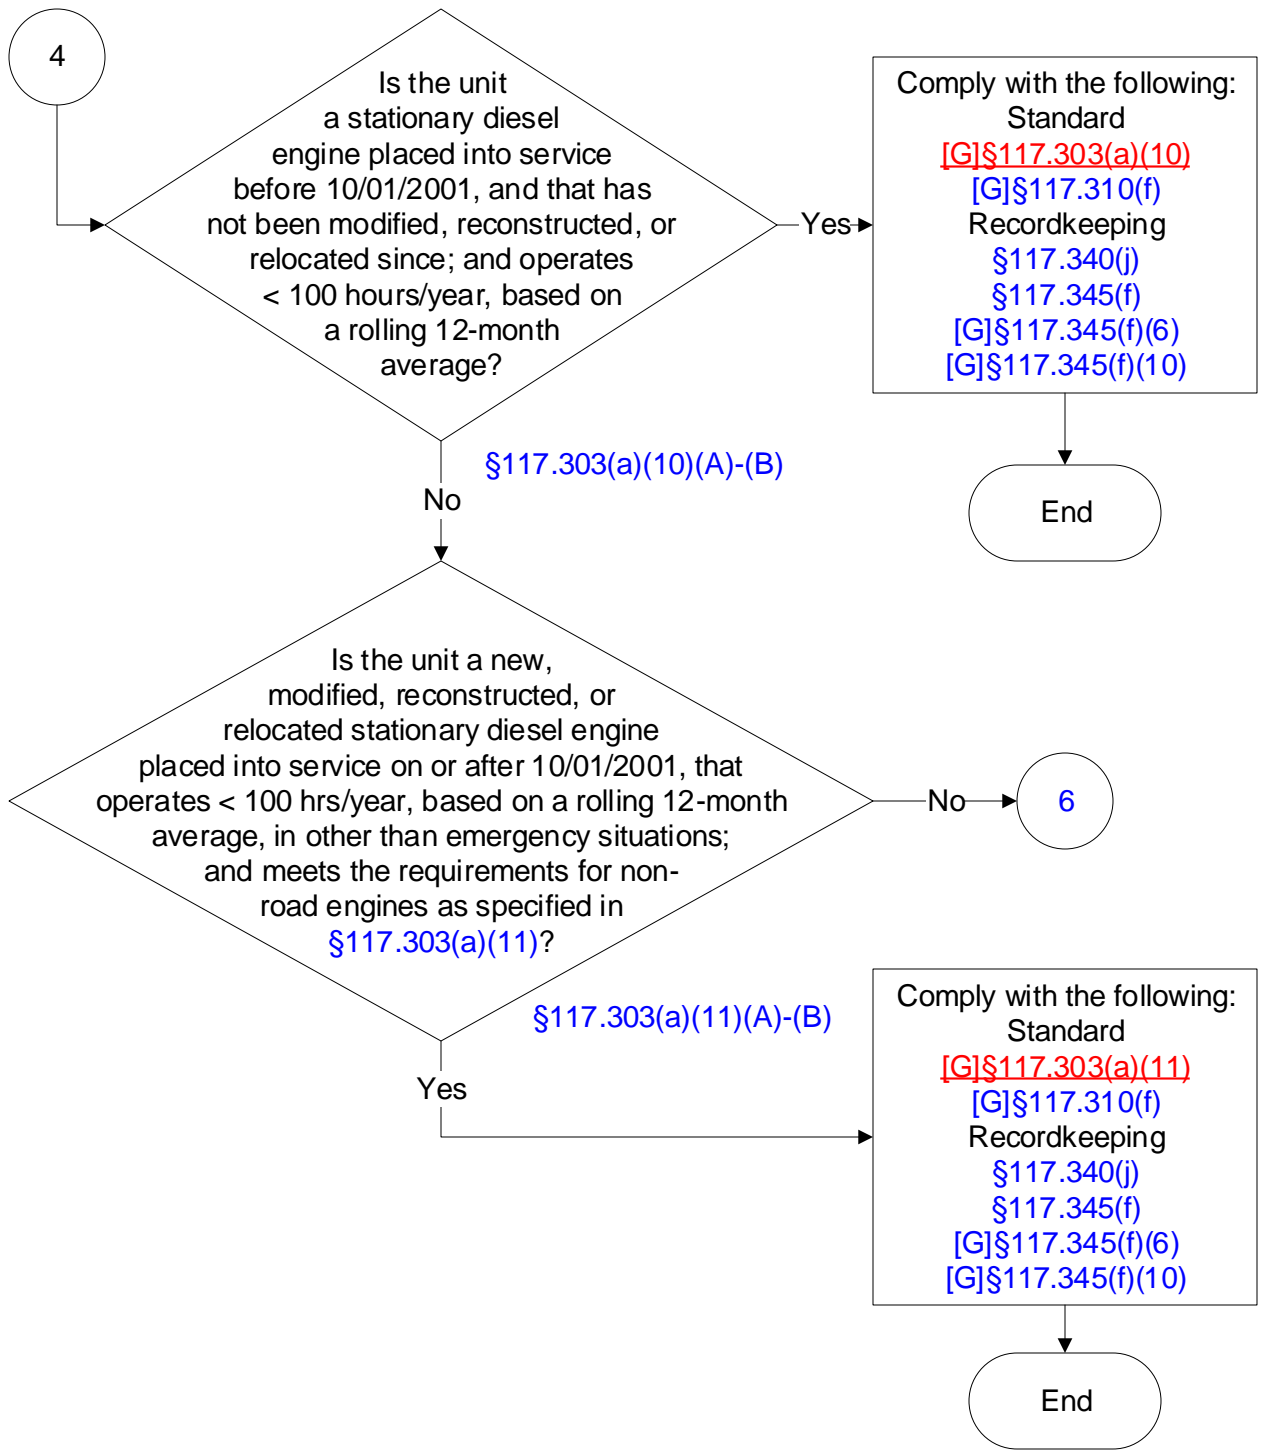 4
Is the unit
a stationary diesel
engine placed into service
before 10/01/2001, and that has
not been modified, reconstructed, or
relocated since; and operates
< 100 hours/year, based on
a rolling 12-month
average?
Yes
Comply with the following:
Standard
[G]§117.303(a)(10)
[G]§117.310(f)
Recordkeeping
§117.340(j)
§117.345(f)
[G]§117.345(f)(6)
[G]§117.345(f)(10)
§117.303(a)(10)(A)-(B)
No
End
Is the unit a new,
modified, reconstructed, or
relocated stationary diesel engine
placed into service on or after 10/01/2001, that
operates < 100 hrs/year, based on a rolling 12-month
average, in other than emergency situations;
and meets the requirements for non-
road engines as specified in
§117.303(a)(11)?
No
6
§117.303(a)(11)(A)-(B)
Yes
Comply with the following:
Standard
[G]§117.303(a)(11)
[G]§117.310(f)
Recordkeeping
§117.340(j)
§117.345(f)
[G]§117.345(f)(6)
[G]§117.345(f)(10)
End